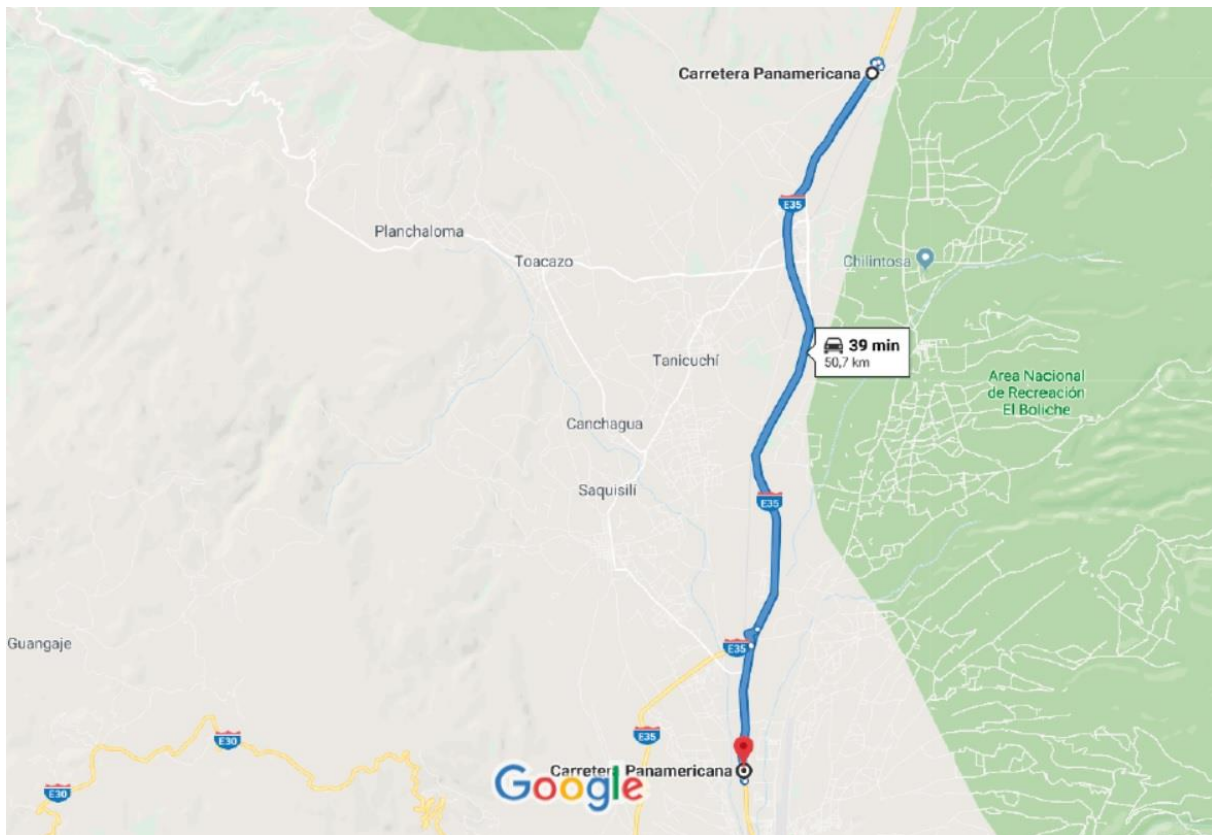 Carretera Panamericana
E35
Planchaloma
Toacazo
Chilintosa
39 min
50,7 km
Tanicuchí
Area Nacional
de Recreación
El Boliche
Canchagua
Saquisilí
E35
Guangaje
E35
E35
E30
Carretera Panamericana
Google
E30